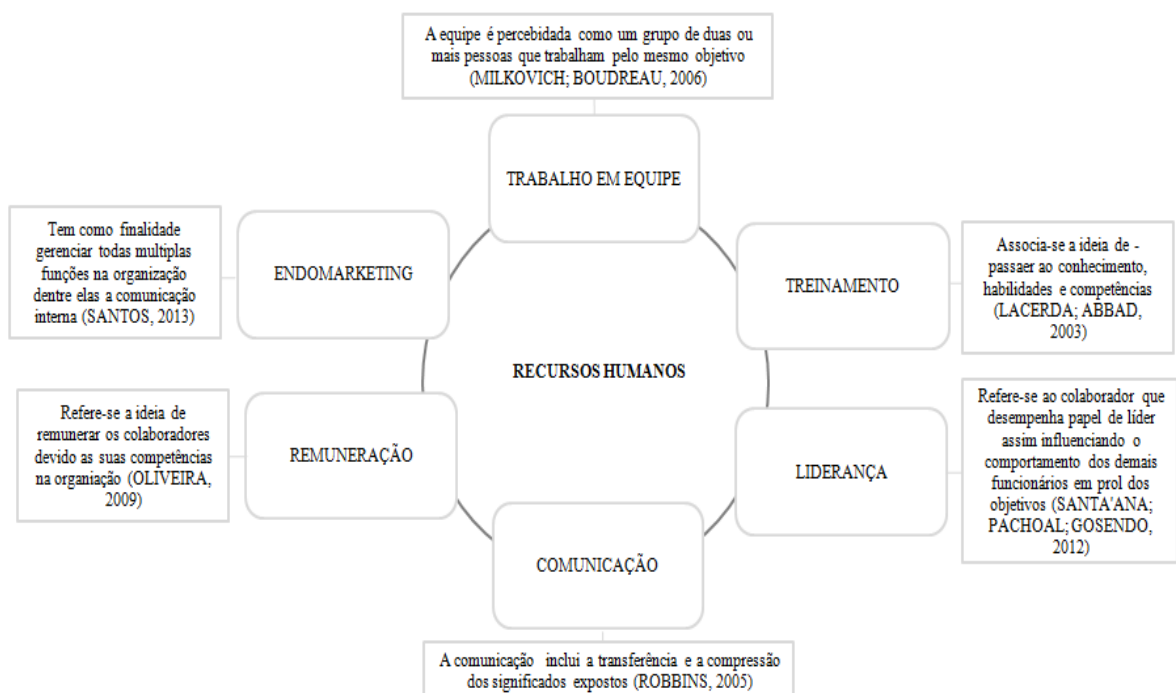 A equipe é percebidada como um grupo de duas ou
mais pessoas que trabalham pelo mesmo objetivo
(MILKOVICH; BOUDREAU, 2006)
TRABALHO EM EQUIPE
Associa-se a ideia de -
passaer ao conhecimento,
habilidades e competências
(LACERDA; ABBAD,
2003)
TREINAMENTO
Refere-se ao colaborador que
desempenha papel de líder
assim influenciando o
comportamento dos demais
funcionários em prol dos
objetivos (SANTA'ANA;
PACHOAL; GOSENDO,
2012)
LIDERANÇA
COMUNICAÇÃO
A comunicação inclui a transferência e a compressão
dos significados expostos (ROBBINS, 2005)
REMUNERAÇÃO
Refere-se a ideia de
remunerar os colaboradores
devido as suas competências
na organiação (OLIVEIRA,
2009)
ENDOMARKETING
Tem como finalidade
gerenciar todas multiplas
funções na organização
dentre elas a comunicação
interna (SANTOS, 2013)
RECURSOS HUMANOS